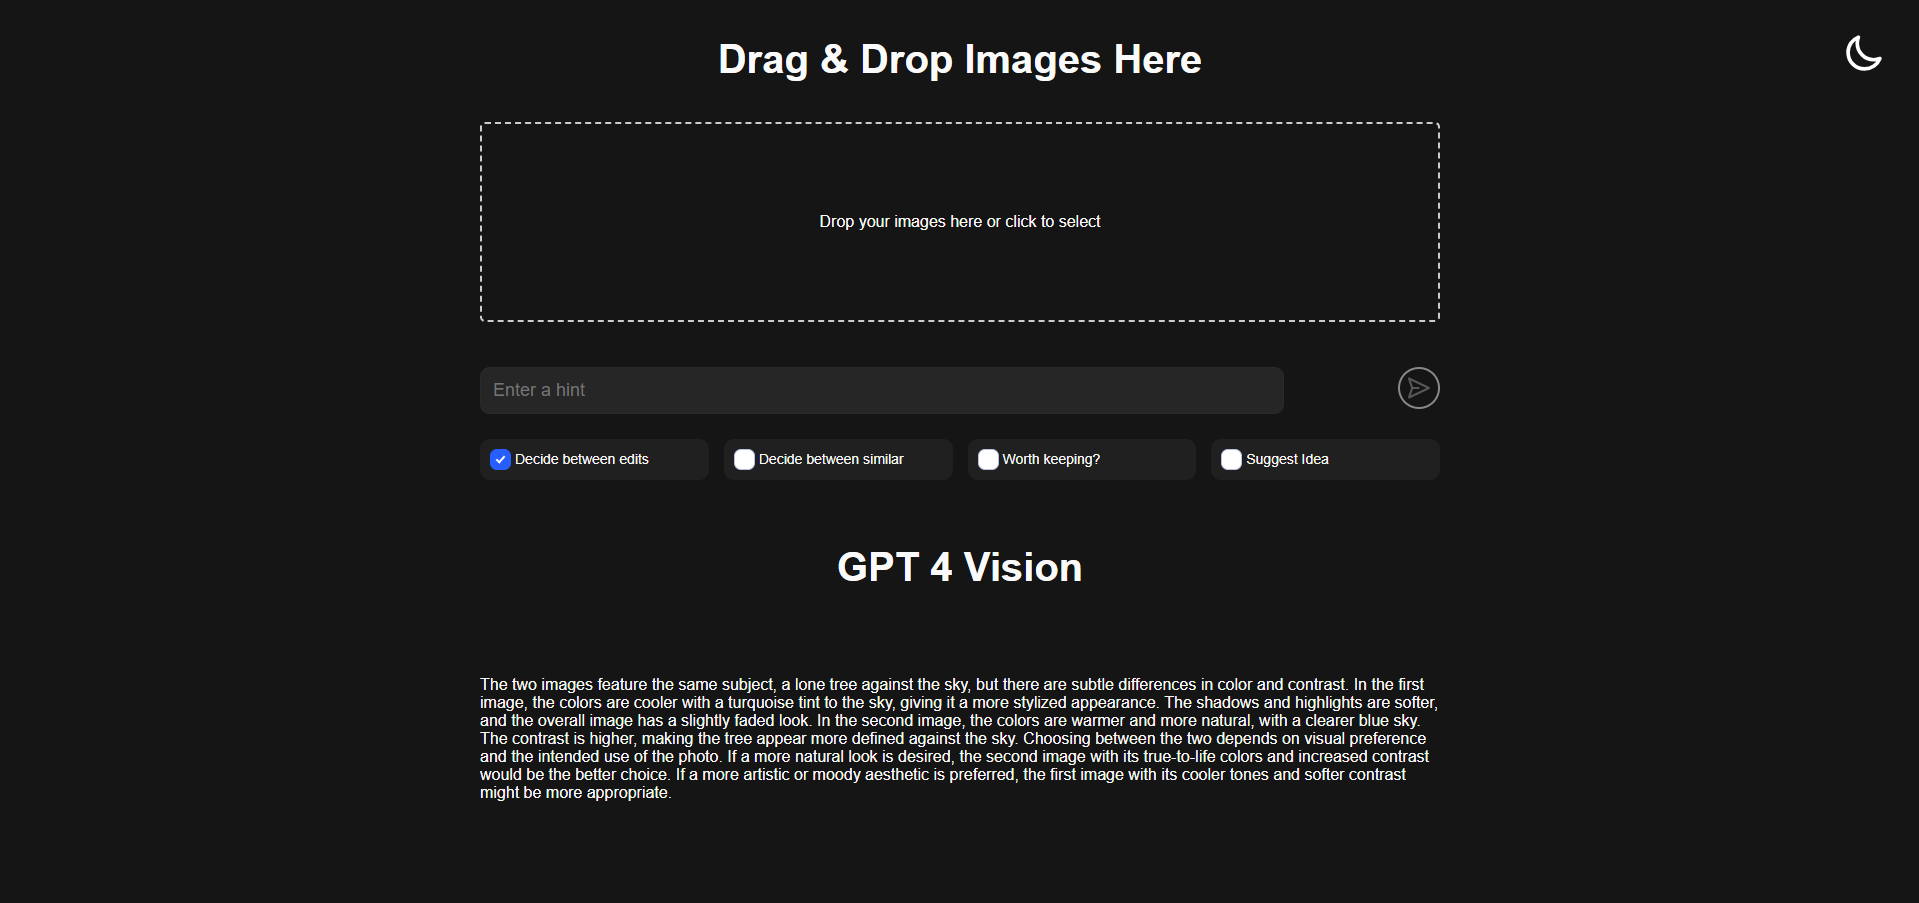 Drag & Drop Images Here
Drop your images here or click to select
Enter a hint
Decide between edits
Decide between similar
Worth keeping?
Suggest Idea
GPT 4 Vision
The two images feature the same subject, a lone tree against the sky, but there are subtle differences in color and contrast. In the first
image, the colors are cooler with a turquoise tint to the sky, giving it a more stylized appearance. The shadows and highlights are softer,
and the overall image has a slightly faded look. In the second image, the colors are warmer and more natural, with a clearer blue sky.
The contrast is higher, making the tree appear more defined against the sky. Choosing between the two depends on visual preference
and the intended use of the photo. If a more natural look is desired, the second image with its true-to-life colors and increased contrast
would be the better choice. If a more artistic or moody aesthetic is preferred, the first image with its cooler tones and softer contrast
might be more appropriate.